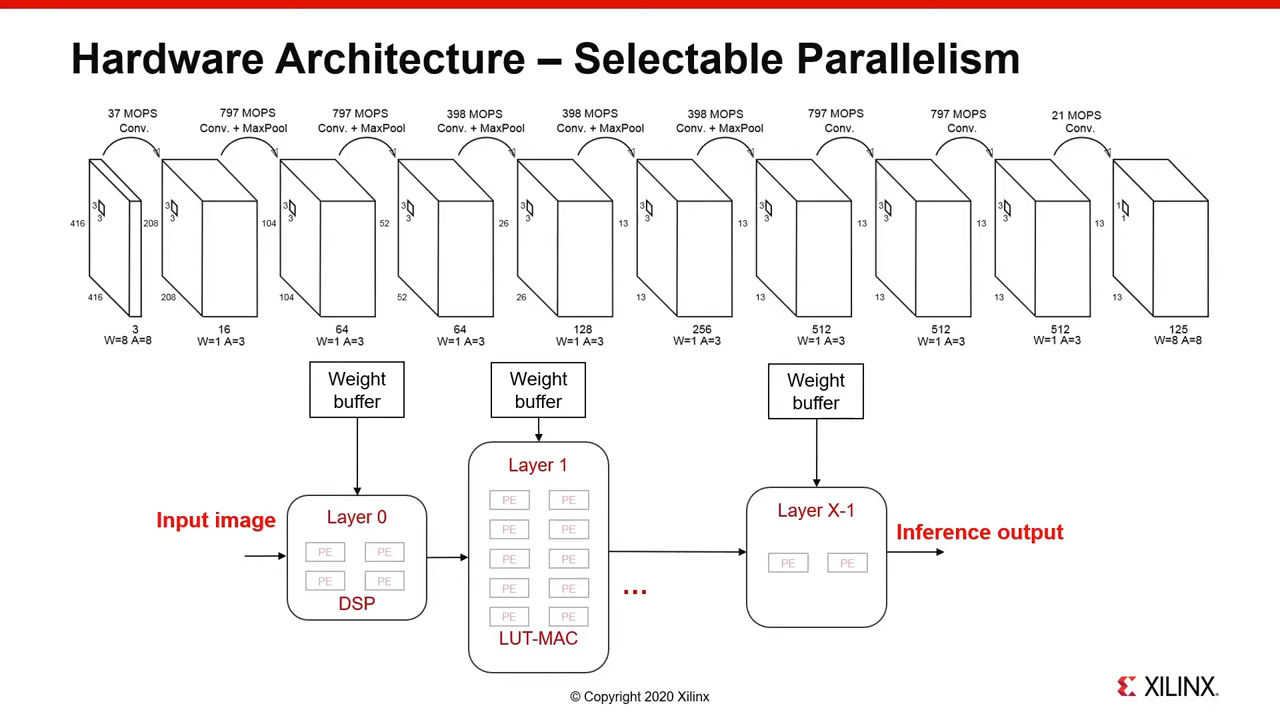 Hardware Architecture – Selectable Parallelism
37 MOPS
Conv.
797 MOPS
Conv. + MaxPool
797 MOPS
Conv. + MaxPool
398 MOPS
Conv. + MaxPool
398 MOPS
Conv. + MaxPool
398 MOPS
Conv. + MaxPool
797 MOPS
Conv.
797 MOPS
Conv.
21 MOPS
Conv.
3
3
416
416
3
W=8 A=8
3
3
208
208
16
W=1 A=3
3
3
104
104
64
W=1 A=3
3
3
52
52
64
W=1 A=3
3
3
26
26
128
W=1 A=3
3
3
13
13
256
W=1 A=3
3
3
13
13
512
W=1 A=3
3
3
13
13
512
W=1 A=3
3
3
13
13
512
W=1 A=3
1
1
13
13
125
W=8 A=8
Weight
buffer
Weight
buffer
Weight
buffer
Input image
Layer 0
PE PE
PE PE
DSP
Layer 1
PE PE
PE PE
PE PE
PE PE
PE PE
LUT-MAC
...
Layer X-1
PE PE
Inference output
© Copyright 2020 Xilinx
XILINX.